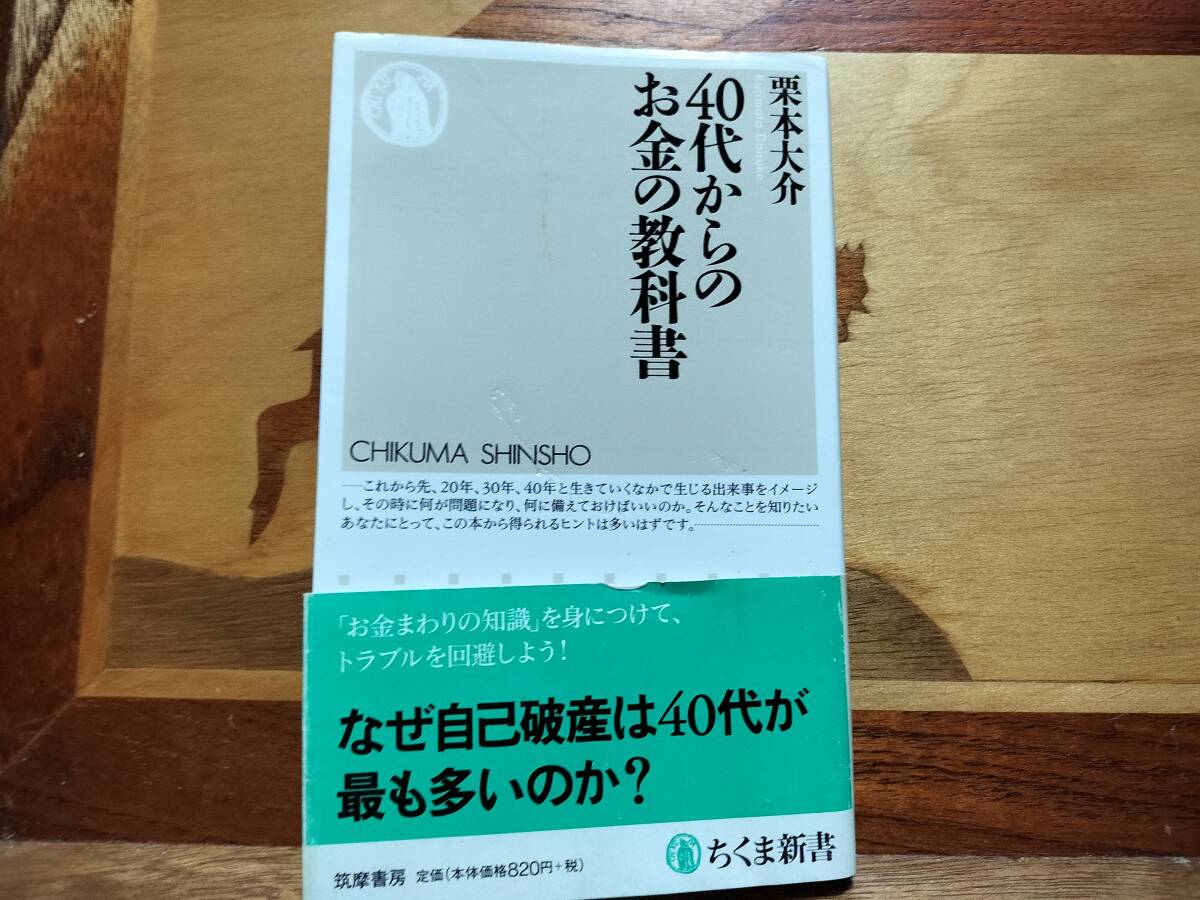 栗本大介
Kurimoto Daisuke
40代からの
お金の教科書
CHIKUMA SHINSHO
これから先、20年、30年、40年と生きていくなかで生じる出来事をイメージ
し、その時に何が問題になり、何に備えておけばいいのか。そんなことを知りたい
あなたにとって、この本から得られるヒントは多いはずです。
「お金まわりの知識」を身につけて、
トラブルを回避しよう!
なぜ自己破産は40代が
最も多いのか?
ちくま新書
筑摩書房 定価(本体価格820円+税)